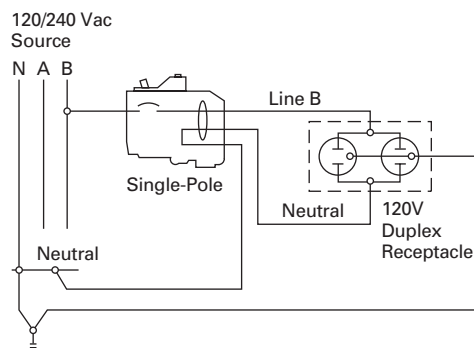 120/240 Vac
Source
N A B
Line B
Single-Pole
Neutral
120V
Duplex
Receptacle
Neutral